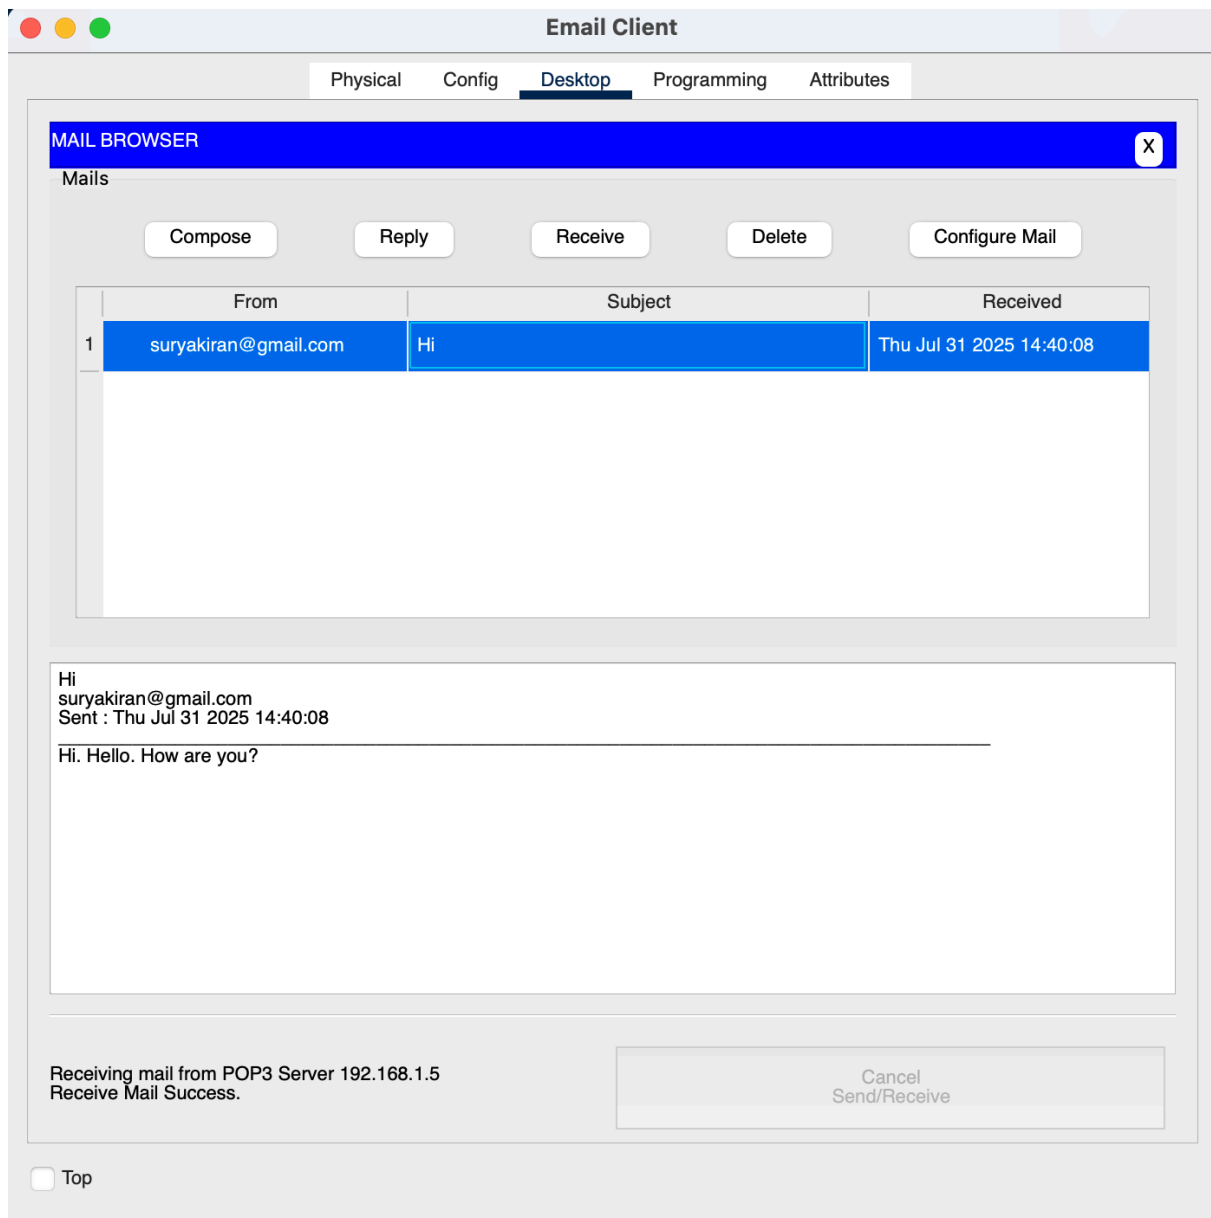 Email Client
Physical Config Desktop Programming Attributes
MAIL BROWSER X
Mails
Compose Reply Receive Delete Configure Mail
From Subject Received
1 suryakiran@gmail.com Hi Thu Jul 31 2025 14:40:08
Hi
suryakiran@gmail.com
Sent : Thu Jul 31 2025 14:40:08
Hi. Hello. How are you?
Receiving mail from POP3 Server 192.168.1.5
Receive Mail Success.
Cancel
Send/Receive
Top